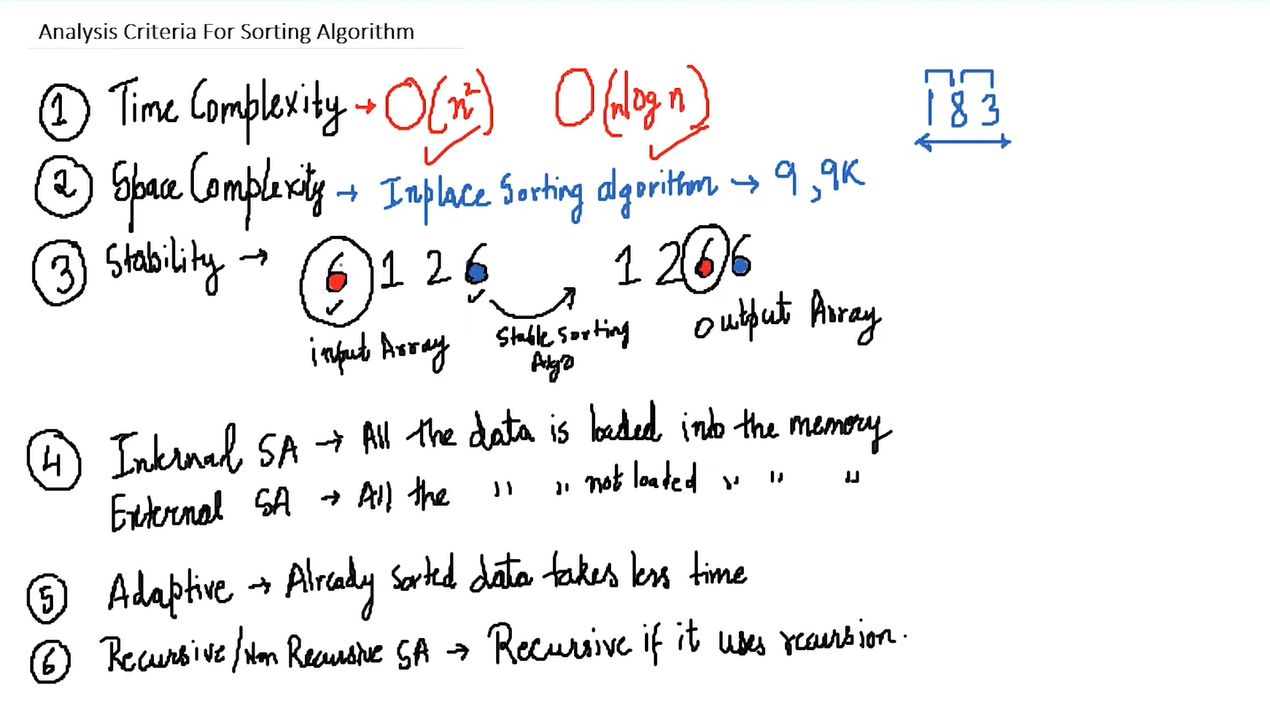 Analysis Criteria For Sorting Algorithm
1 Time Complexity → O(n²) O(nlogn) 1 8 3
2 Space Complexity → Inplace Sorting algorithm → 9, 9K
3 Stability → 6 1 2 6 1 2 6 6
input Array Stable Sorting Algo output Array
4 Internal SA → All the data is loaded into the memory
External SA → All the " " not loaded " " "
5 Adaptive → Already sorted data takes less time
6 Recursive/Non Recursive SA → Recursive if it uses recursion.